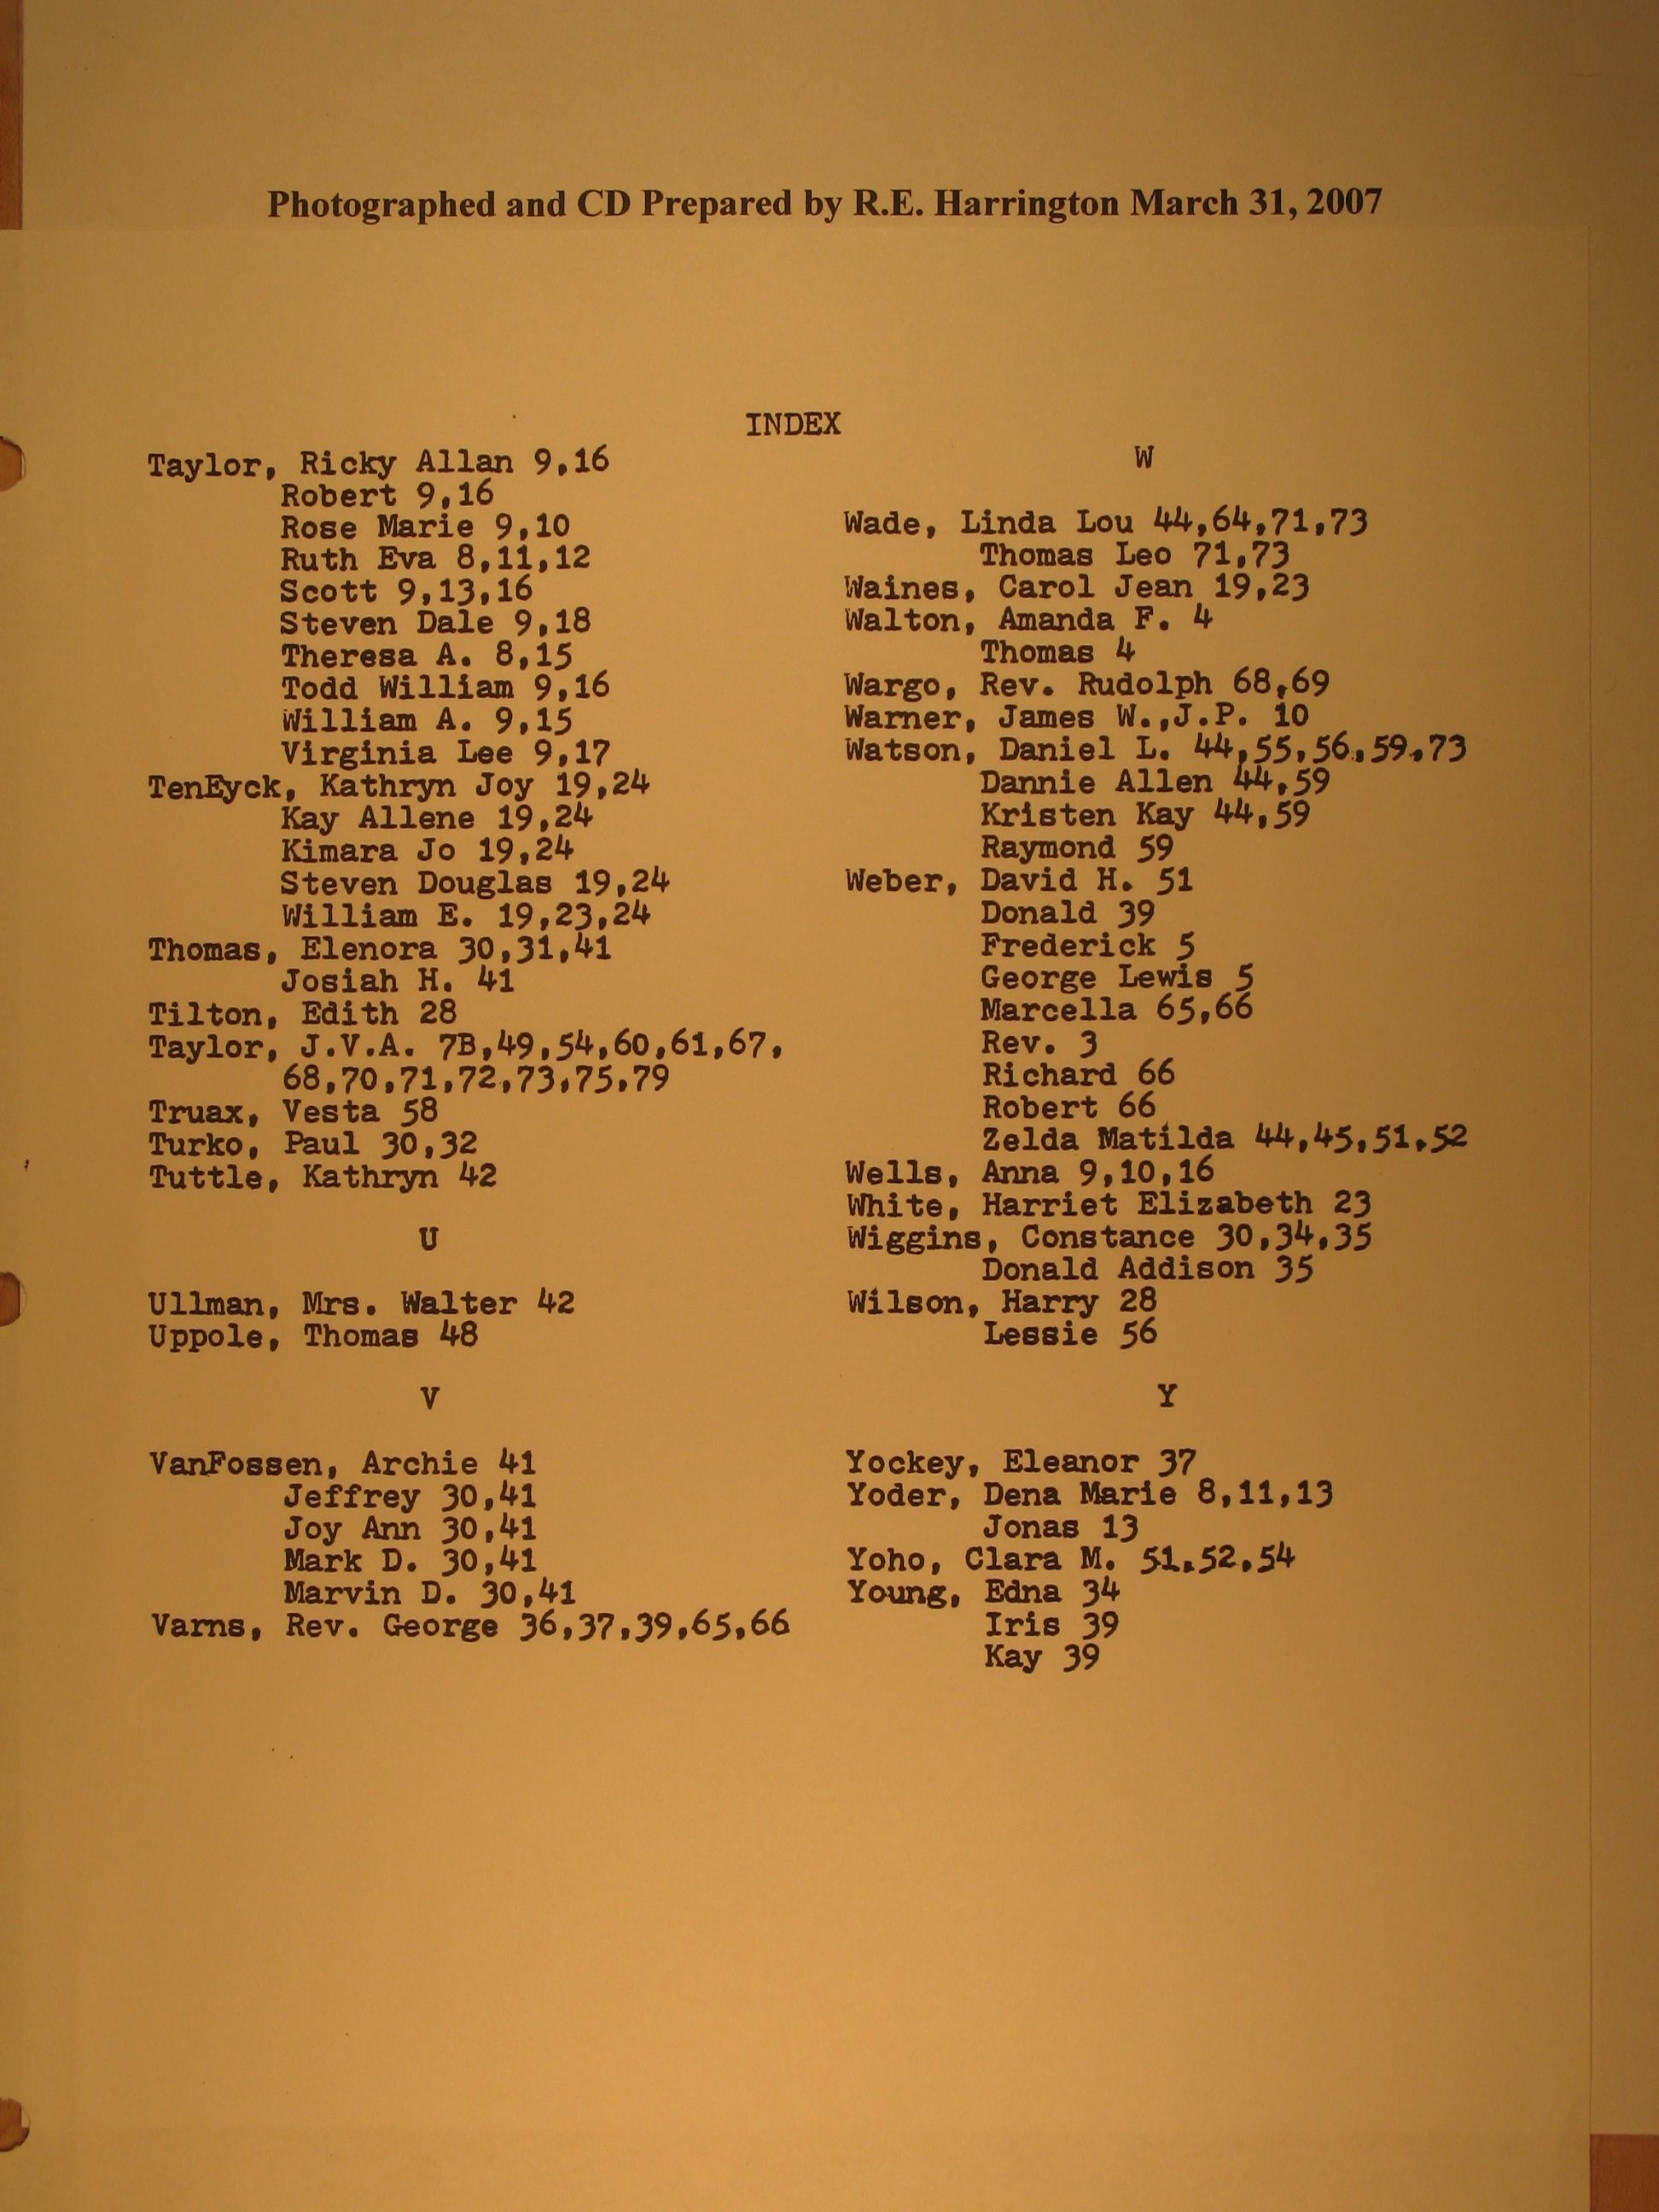 Photographed and CD Prepared by R.E. Harrington March 31, 2007
INDEX
Taylor, Ricky Allan 9,16
Robert 9,16
Rose Marie 9,10
Ruth Eva 8,11,12
Scott 9,13,16
Steven Dale 9,18
Theresa A. 8,15
Todd William 9,16
William A. 9,15
Virginia Lee 9,17
TenEyck, Kathryn Joy 19,24
Kay Allene 19,24
Kimara Jo 19,24
Steven Douglas 19,24
William E. 19,23,24
Thomas, Elenora 30,31,41
Josiah H. 41
Tilton, Edith 28
Taylor, J.V.A. 7B,49,54,60,61,67,
68,70,71,72,73,75,79
Truax, Vesta 58
Turko, Paul 30,32
Tuttle, Kathryn 42
U
Ullman, Mrs. Walter 42
Uppole, Thomas 48
V
VanFossen, Archie 41
Jeffrey 30,41
Joy Ann 30,41
Mark D. 30,41
Marvin D. 30,41
Varns, Rev. George 36,37,39,65,66
W
Wade, Linda Lou 44,64,71,73
Thomas Leo 71,73
Waines, Carol Jean 19,23
Walton, Amanda F. 4
Thomas 4
Wargo, Rev. Rudolph 68,69
Warner, James W.,J.P. 10
Watson, Daniel L. 44,55,56,59,73
Dannie Allen 44,59
Kristen Kay 44,59
Raymond 59
Weber, David H. 51
Donald 39
Frederick 5
George Lewis 5
Marcella 65,66
Rev. 3
Richard 66
Robert 66
Zelda Matilda 44,45,51,52
Wells, Anna 9,10,16
White, Harriet Elizabeth 23
Wiggins, Constance 30,34,35
Donald Addison 35
Wilson, Harry 28
Lessie 56
Y
Yockey, Eleanor 37
Yoder, Dena Marie 8,11,13
Jonas 13
Yoho, Clara M. 51,52,54
Young, Edna 34
Iris 39
Kay 39